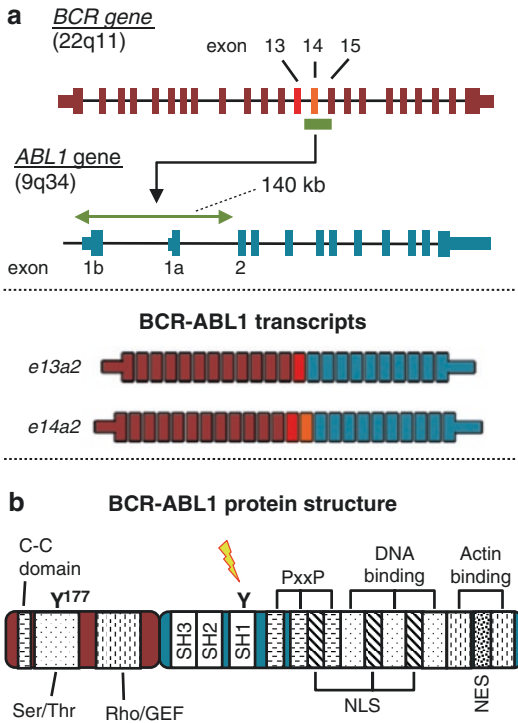 a
BCR gene
(22q11)
exon 13 14 15
ABL1 gene
(9q34)
140 kb
exon 1b 1a 2
BCR-ABL1 transcripts
e13a2
e14a2
b BCR-ABL1 protein structure
C-C
domain
Y177
Y
PxxP
DNA
binding
Actin
binding
SH3
SH2
SH1
Ser/Thr
Rho/GEF
NLS
NES